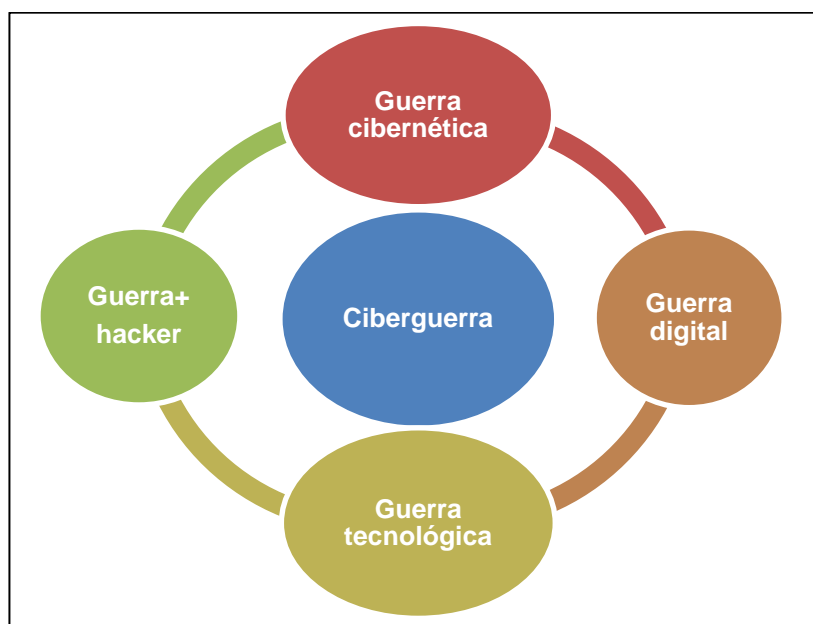 Guerra
cibernética
Guerra+
hacker
Ciberguerra
Guerra
digital
Guerra
tecnológica